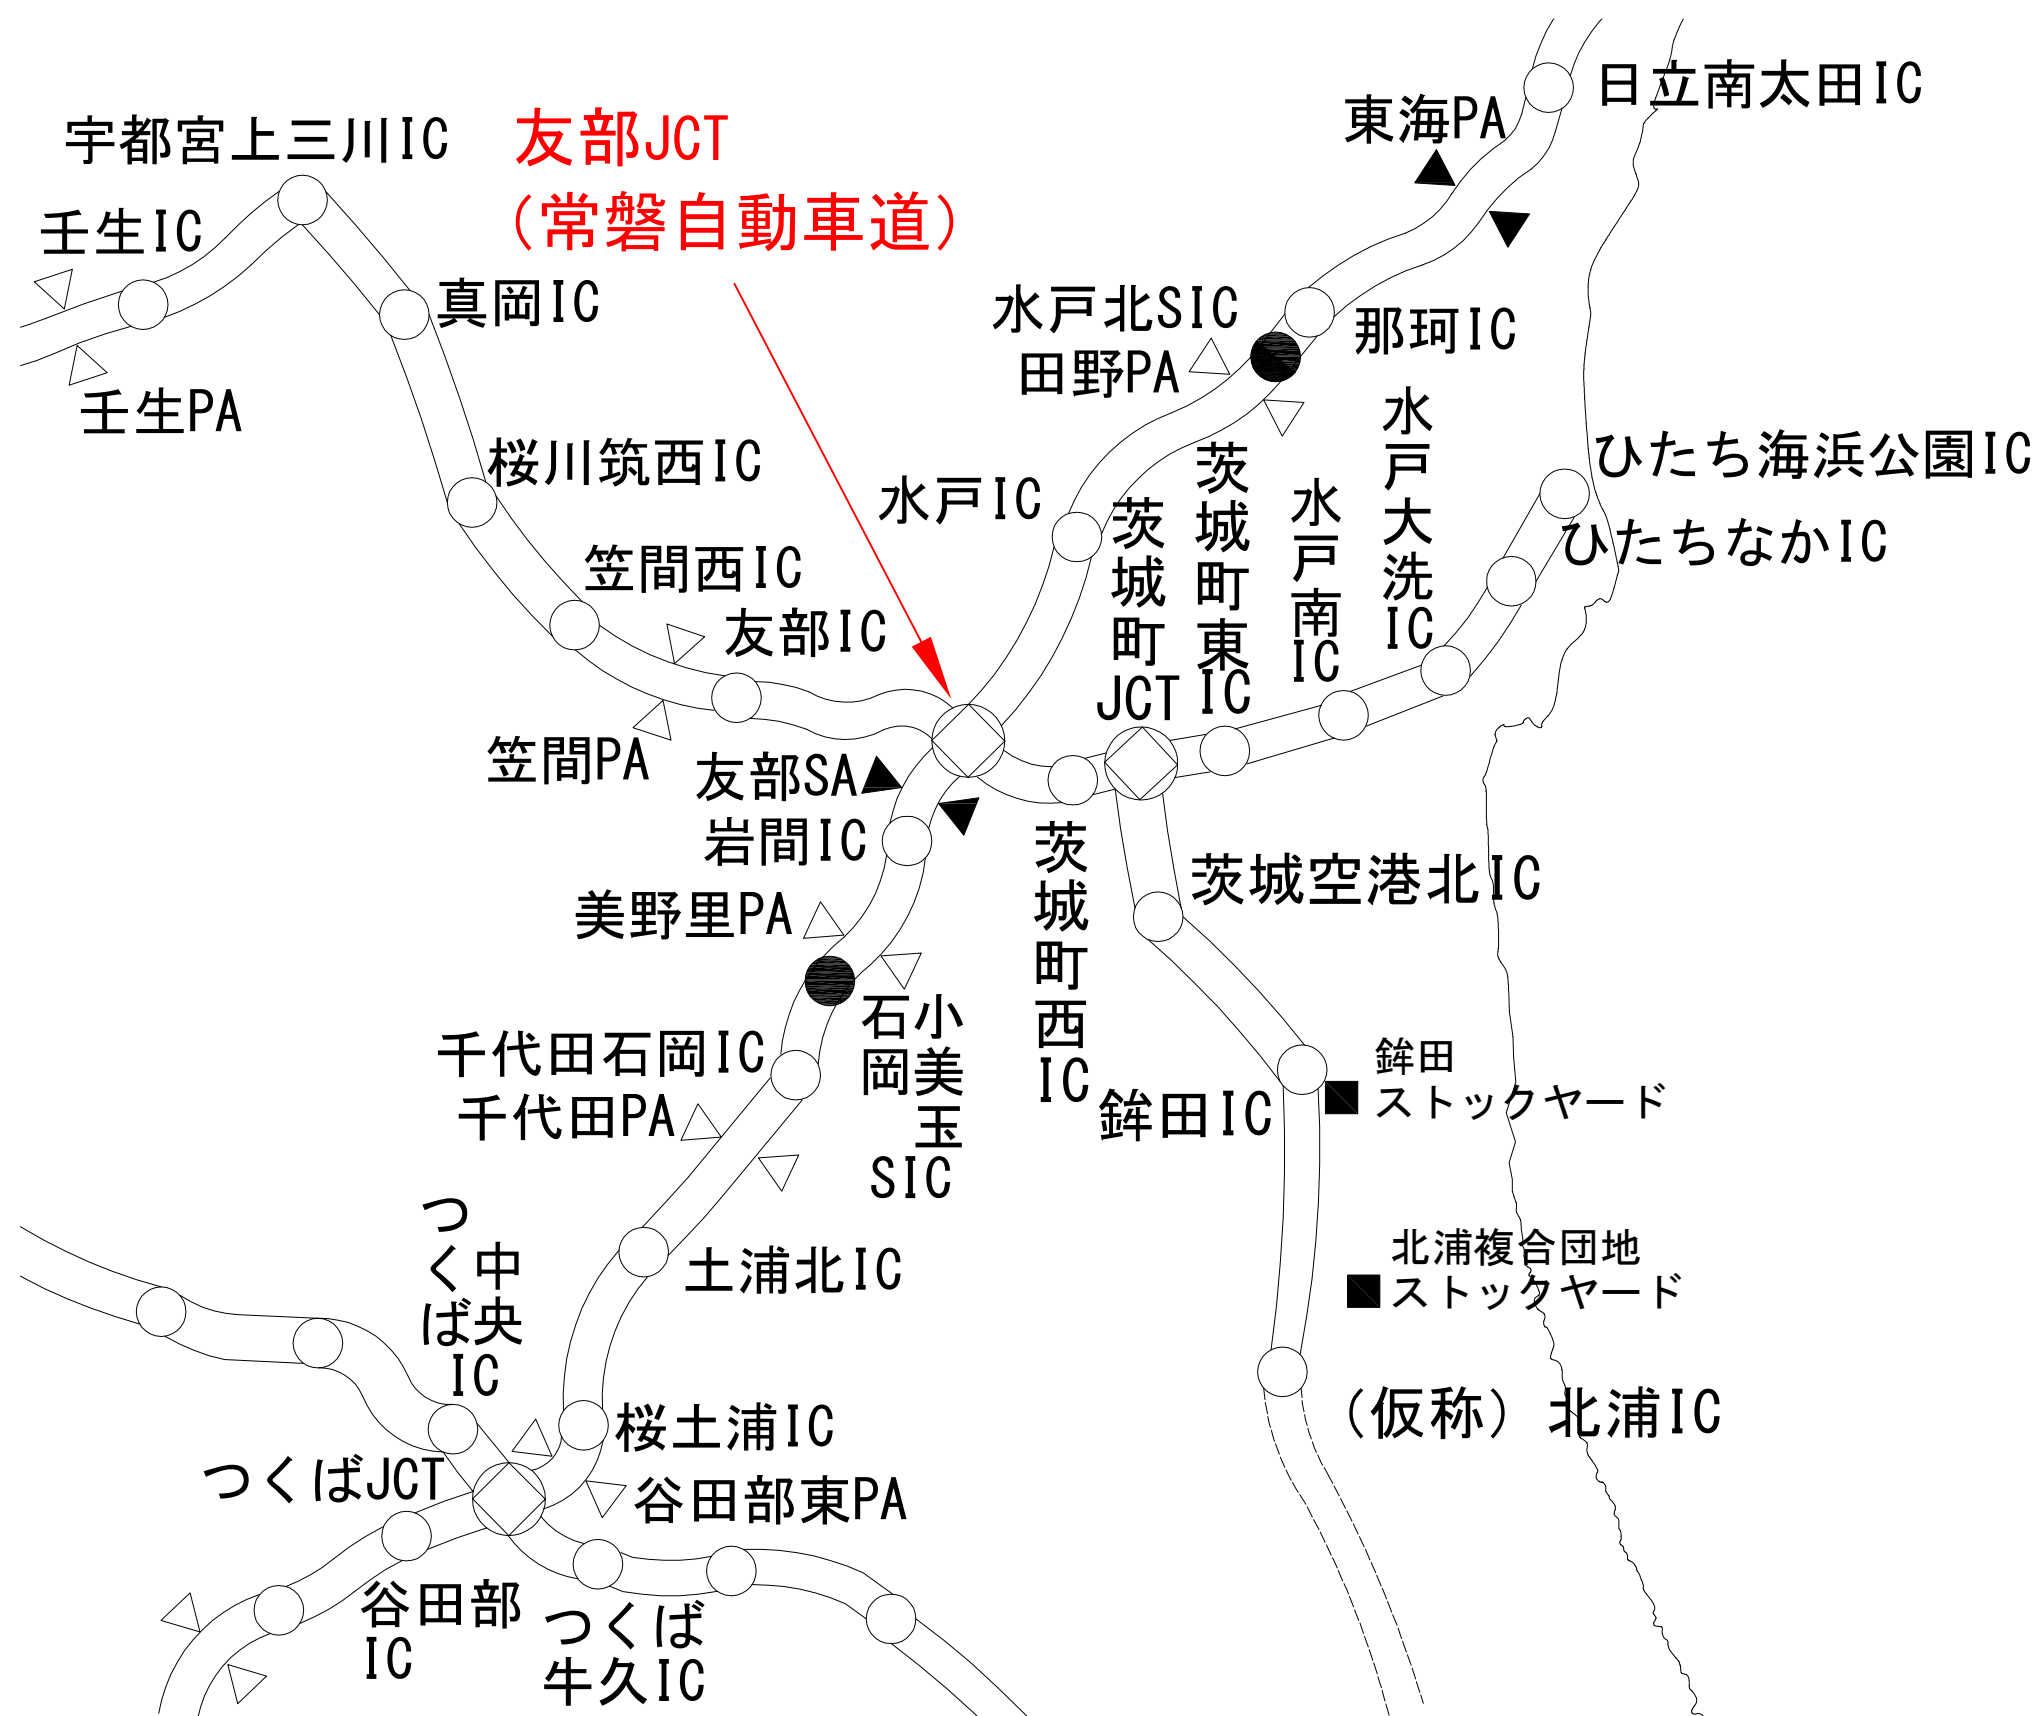 日立南太田IC
東海PA
宇都宮上三川IC
友部JCT
(常磐自動車道)
壬生IC
真岡IC
水戸北SIC
田野PA
那珂IC
壬生PA
桜川筑西IC
水戸IC
茨城町JCT
茨城町東IC
水戸南IC
水戸大洗IC
ひたち海浜公園IC
ひたちなかIC
笠間西IC
友部IC
笠間PA
友部SA
岩間IC
茨城町西IC
茨城空港北IC
美野里PA
石岡小美玉SIC
千代田石岡IC
千代田PA
鉾田IC
鉾田
ストックヤード
つくば中央IC
土浦北IC
北浦複合団地
ストックヤード
桜土浦IC
(仮称)北浦IC
つくばJCT
谷田部東PA
谷田部
IC
つくば
牛久IC